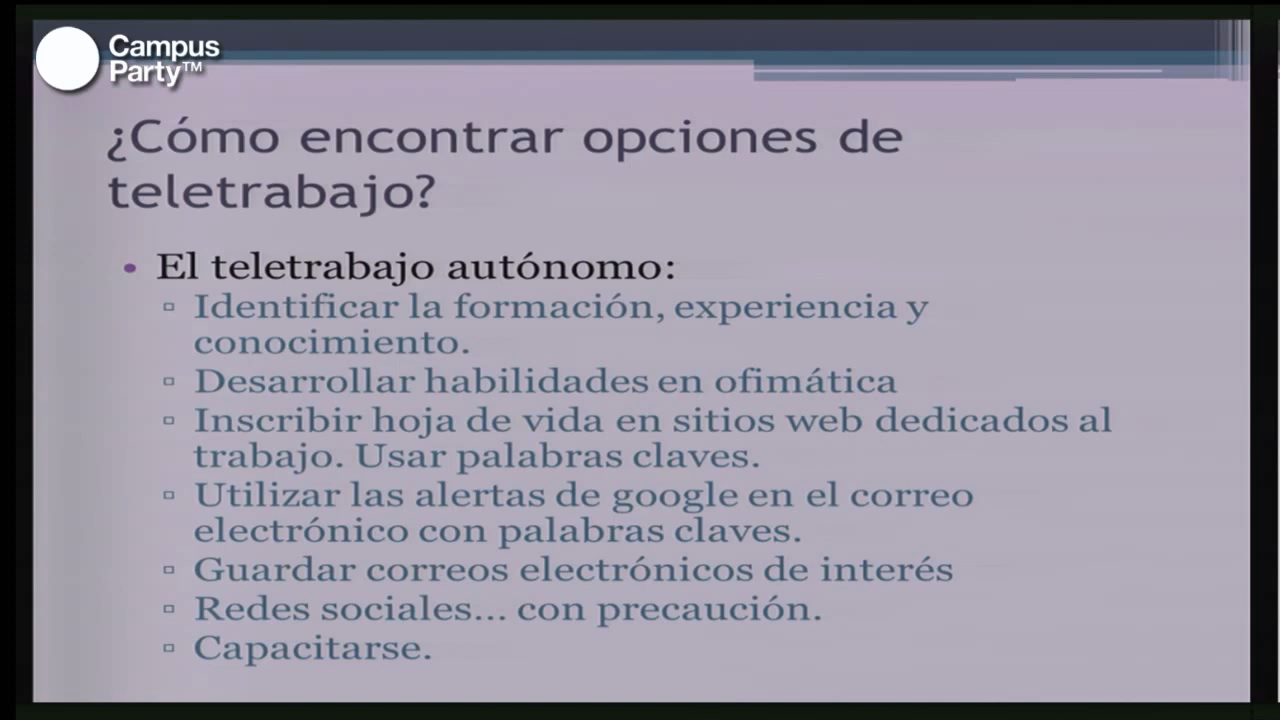 Campus
Party™
¿Cómo encontrar opciones de
teletrabajo?
• El teletrabajo autónomo:
▫ Identificar la formación, experiencia y
conocimiento.
▫ Desarrollar habilidades en ofimática
▫ Inscribir hoja de vida en sitios web dedicados al
trabajo. Usar palabras claves.
▫ Utilizar las alertas de google en el correo
electrónico con palabras claves.
▫ Guardar correos electrónicos de interés
▫ Redes sociales... con precaución.
▫ Capacitarse.